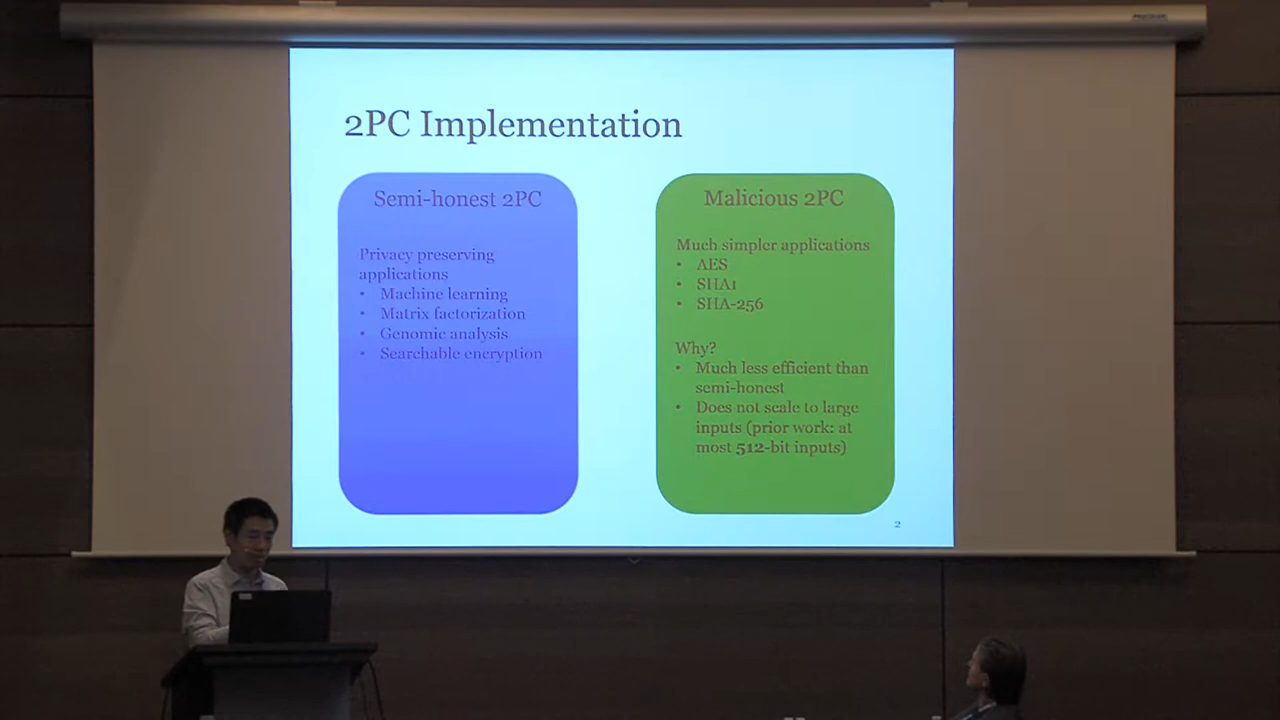 2PC Implementation
Semi-honest 2PC
Privacy preserving
applications
• Machine learning
• Matrix factorization
• Genomic analysis
• Searchable encryption
Malicious 2PC
Much simpler applications
• AES
• SHA1
• SHA-256
Why?
• Much less efficient than
semi-honest
• Does not scale to large
inputs (prior work: at
most 512-bit inputs)
2